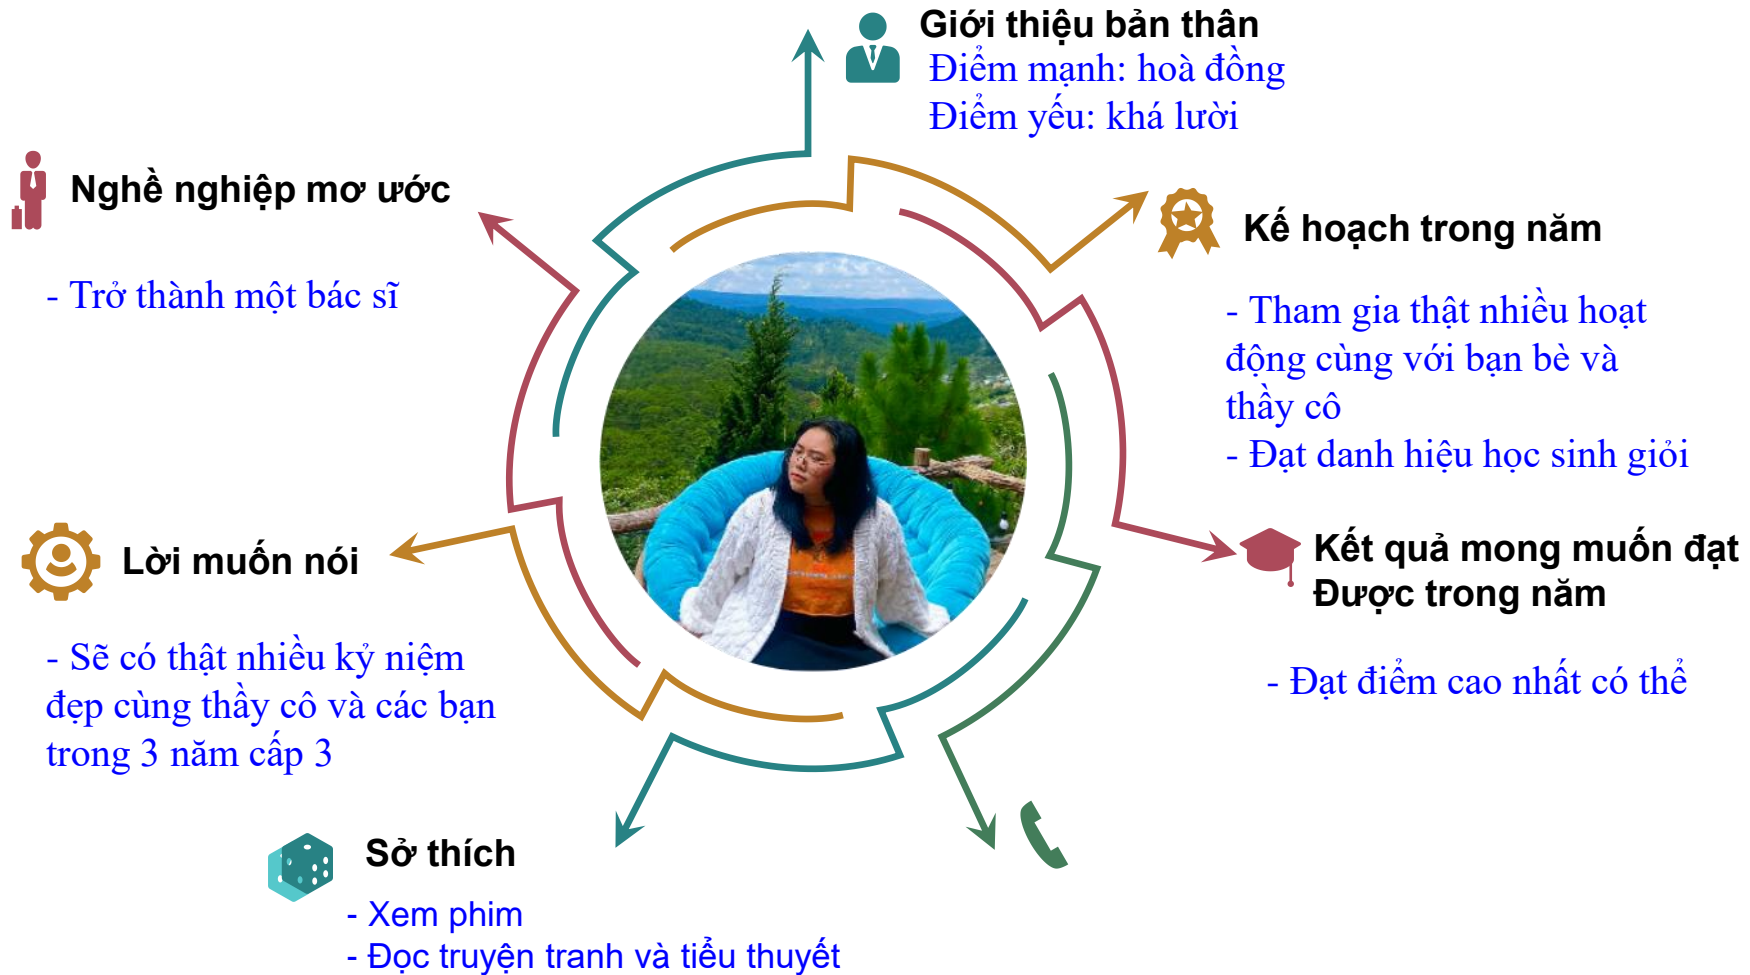 Giới thiệu bản thân
Điểm mạnh: hoà đồng
Điểm yếu: khá lười
Nghề nghiệp mơ ước
- Trở thành một bác sĩ
Kế hoạch trong năm
- Tham gia thật nhiều hoạt
động cùng với bạn bè và
thầy cô
- Đạt danh hiệu học sinh giỏi
Lời muốn nói
- Sẽ có thật nhiều kỷ niệm
đẹp cùng thầy cô và các bạn
trong 3 năm cấp 3
Kết quả mong muốn đạt
Được trong năm
- Đạt điểm cao nhất có thể
Sở thích
- Xem phim
- Đọc truyện tranh và tiểu thuyết